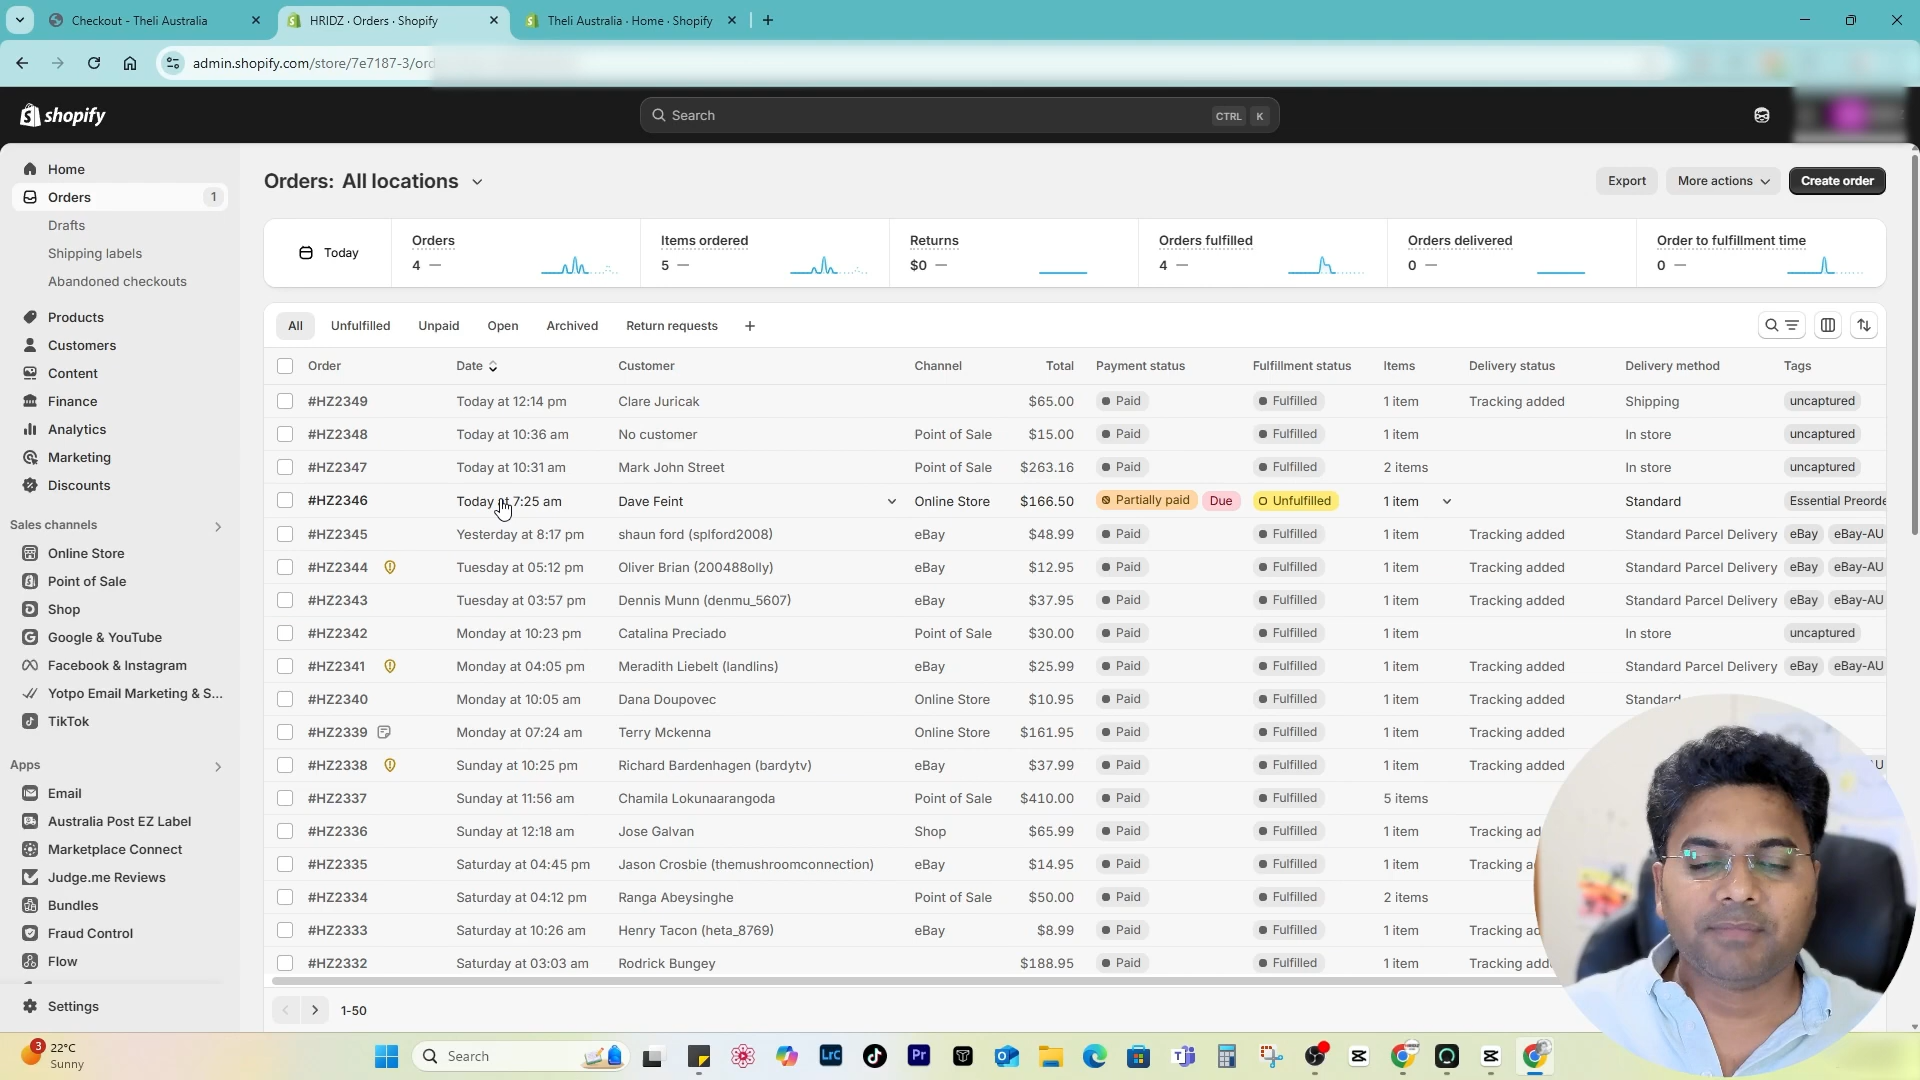 Checkout - Theli Australia
HRIDZ · Orders · Shopify
Theli Australia · Home · Shopify
admin.shopify.com/store/7e7187-3/ord
shopify
Search
CTRL K
Home
Orders 1
Drafts
Shipping labels
Abandoned checkouts
Products
Customers
Content
Finance
Analytics
Marketing
Discounts
Sales channels
Online Store
Point of Sale
Shop
Google & YouTube
Facebook & Instagram
Yotpo Email Marketing & S...
TikTok
Apps
Email
Australia Post EZ Label
Marketplace Connect
Judge.me Reviews
Bundles
Fraud Control
Flow
Settings
Orders: All locations
Export
More actions
Create order
Today
Orders
4 —
Items ordered
5 —
Returns
$0 —
Orders fulfilled
4 —
Orders delivered
0 —
Order to fulfillment time
0 —
All Unfulfilled Unpaid Open Archived Return requests +
Order Date Customer Channel Total Payment status Fulfillment status Items Delivery status Delivery method Tags
#HZ2349 Today at 12:14 pm Clare Juricak $65.00 Paid Fulfilled 1 item Tracking added Shipping uncaptured
#HZ2348 Today at 10:36 am No customer Point of Sale $15.00 Paid Fulfilled 1 item In store uncaptured
#HZ2347 Today at 10:31 am Mark John Street Point of Sale $263.16 Paid Fulfilled 2 items In store uncaptured
#HZ2346 Today at 7:25 am Dave Feint Online Store $166.50 Partially paid Due Unfulfilled 1 item Standard Essential Preorde
#HZ2345 Yesterday at 8:17 pm shaun ford (splford2008) eBay $48.99 Paid Fulfilled 1 item Tracking added Standard Parcel Delivery eBay eBay-AU
#HZ2344 Tuesday at 05:12 pm Oliver Brian (200488olly) eBay $12.95 Paid Fulfilled 1 item Tracking added Standard Parcel Delivery eBay eBay-AU
#HZ2343 Tuesday at 03:57 pm Dennis Munn (denmu_5607) eBay $37.95 Paid Fulfilled 1 item Tracking added Standard Parcel Delivery eBay eBay-AU
#HZ2342 Monday at 10:23 pm Catalina Preciado Point of Sale $30.00 Paid Fulfilled 1 item In store uncaptured
#HZ2341 Monday at 04:05 pm Meradith Liebelt (landlins) eBay $25.99 Paid Fulfilled 1 item Tracking added Standard Parcel Delivery eBay eBay-AU
#HZ2340 Monday at 10:05 am Dana Doupovec Online Store $10.95 Paid Fulfilled 1 item Tracking added Standard
#HZ2339 Monday at 07:24 am Terry Mckenna Online Store $161.95 Paid Fulfilled 1 item Tracking added
#HZ2338 Sunday at 10:25 pm Richard Bardenhagen (bardytv) eBay $37.99 Paid Fulfilled 1 item Tracking added
#HZ2337 Sunday at 11:56 am Chamila Lokunaarangoda Point of Sale $410.00 Paid Fulfilled 5 items
#HZ2336 Sunday at 12:18 am Jose Galvan Shop $65.99 Paid Fulfilled 1 item Tracking ad
#HZ2335 Saturday at 04:45 pm Jason Crosbie (themushroomconnection) eBay $14.95 Paid Fulfilled 1 item Tracking a
#HZ2334 Saturday at 04:12 pm Ranga Abeysinghe Point of Sale $50.00 Paid Fulfilled 2 items
#HZ2333 Saturday at 10:26 am Henry Tacon (heta_8769) eBay $8.99 Paid Fulfilled 1 item Tracking ad
#HZ2332 Saturday at 03:03 am Rodrick Bungey $188.95 Paid Fulfilled 1 item Tracking add
1-50
3
22°C
Sunny
Search
LrC
Pr